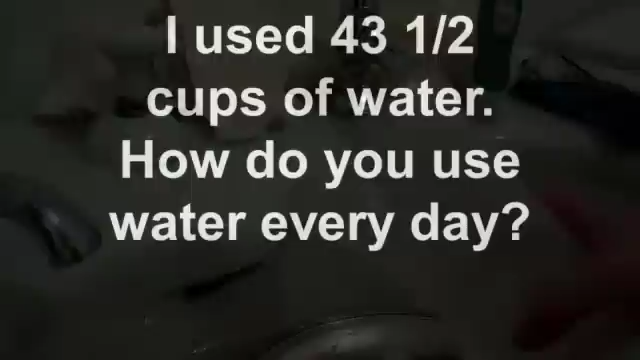 I used 43 1/2
cups of water.
How do you use
water every day?